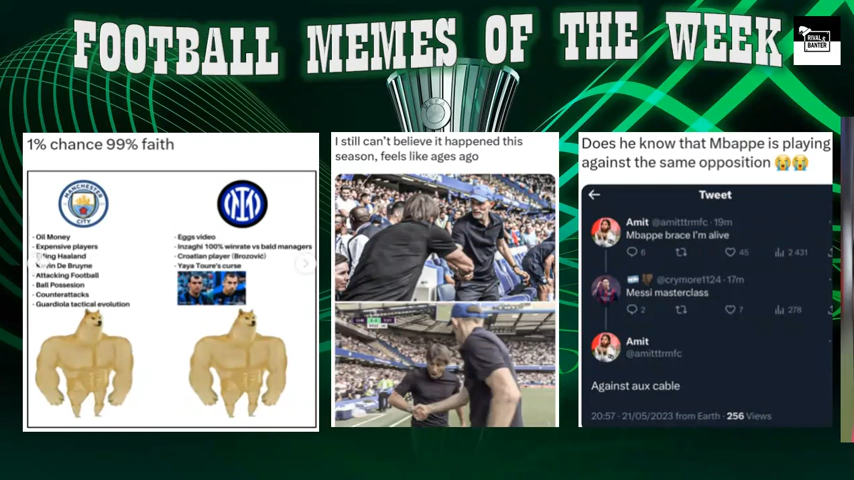 FOOTBALL MEMES OF THE WEEK
RIVAL &
BANTER
1% chance 99% faith
MANCHESTER
CITY
- Oil Money
- Expensive players
Haaland
De Bruyne
- Attacking Football
- Ball Possesion
- Counterattacks
- Guardiola tactical evolution
- Eggs video
- Inzaghi 100% winrate vs bald managers
- Croatian player (Brozović)
- Yaya Toure's curse
I still can't believe it happened this
season, feels like ages ago
Does he know that Mbappe is playing
against the same opposition 😭😭
← Tweet
Amit @amitttrmfc · 19m
Mbappe brace I'm alive
6 45 2 431
@crymore1124 · 17m
Messi masterclass
2 7 278
Amit
@amitttrmfc
Against aux cable
20:57 · 21/05/2023 from Earth · 256 Views